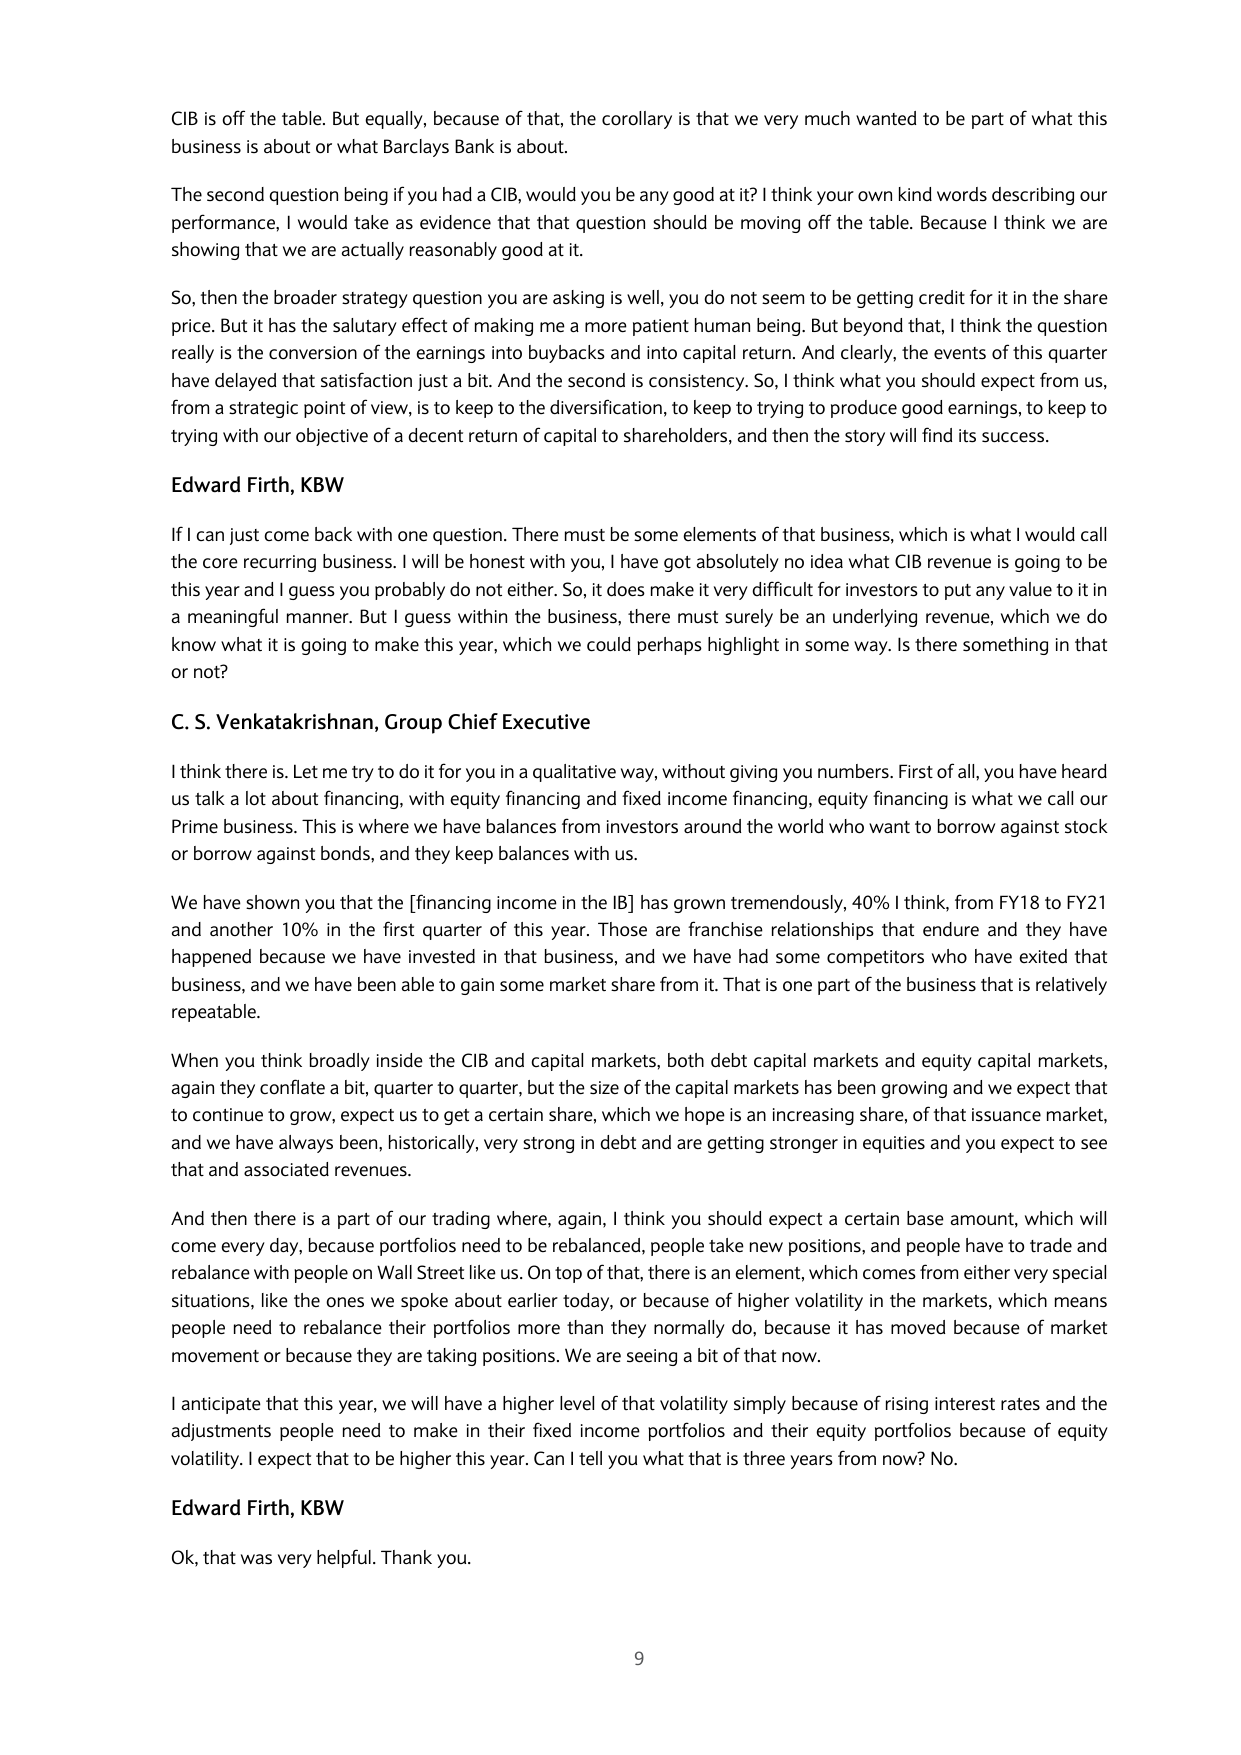 CIB is off the table. But equally, because of that, the corollary is that we very much wanted to be part of what this
business is about or what Barclays Bank is about.
The second question being if you had a CIB, would you be any good at it? I think your own kind words describing our
performance, I would take as evidence that that question should be moving off the table. Because I think we are
showing that we are actually reasonably good at it.
So, then the broader strategy question you are asking is well, you do not seem to be getting credit for it in the share
price. But it has the salutary effect of making me a more patient human being. But beyond that, I think the question
really is the conversion of the earnings into buybacks and into capital return. And clearly, the events of this quarter
have delayed that satisfaction just a bit. And the second is consistency. So, I think what you should expect from us,
from a strategic point of view, is to keep to the diversification, to keep to trying to produce good earnings, to keep to
trying with our objective of a decent return of capital to shareholders, and then the story will find its success.
Edward Firth, KBW
If I can just come back with one question. There must be some elements of that business, which is what I would call
the core recurring business. I will be honest with you, I have got absolutely no idea what CIB revenue is going to be
this year and I guess you probably do not either. So, it does make it very difficult for investors to put any value to it in
a meaningful manner. But I guess within the business, there must surely be an underlying revenue, which we do
know what it is going to make this year, which we could perhaps highlight in some way. Is there something in that
or not?
C. S. Venkatakrishnan, Group Chief Executive
I think there is. Let me try to do it for you in a qualitative way, without giving you numbers. First of all, you have heard
us talk a lot about financing, with equity financing and fixed income financing, equity financing is what we call our
Prime business. This is where we have balances from investors around the world who want to borrow against stock
or borrow against bonds, and they keep balances with us.
We have shown you that the [financing income in the IB] has grown tremendously, 40% I think, from FY18 to FY21
and another 10% in the first quarter of this year. Those are franchise relationships that endure and they have
happened because we have invested in that business, and we have had some competitors who have exited that
business, and we have been able to gain some market share from it. That is one part of the business that is relatively
repeatable.
When you think broadly inside the CIB and capital markets, both debt capital markets and equity capital markets,
again they conflate a bit, quarter to quarter, but the size of the capital markets has been growing and we expect that
to continue to grow, expect us to get a certain share, which we hope is an increasing share, of that issuance market,
and we have always been, historically, very strong in debt and are getting stronger in equities and you expect to see
that and associated revenues.
And then there is a part of our trading where, again, I think you should expect a certain base amount, which will
come every day, because portfolios need to be rebalanced, people take new positions, and people have to trade and
rebalance with people on Wall Street like us. On top of that, there is an element, which comes from either very special
situations, like the ones we spoke about earlier today, or because of higher volatility in the markets, which means
people need to rebalance their portfolios more than they normally do, because it has moved because of market
movement or because they are taking positions. We are seeing a bit of that now.
I anticipate that this year, we will have a higher level of that volatility simply because of rising interest rates and the
adjustments people need to make in their fixed income portfolios and their equity portfolios because of equity
volatility. I expect that to be higher this year. Can I tell you what that is three years from now? No.
Edward Firth, KBW
Ok, that was very helpful. Thank you.
9